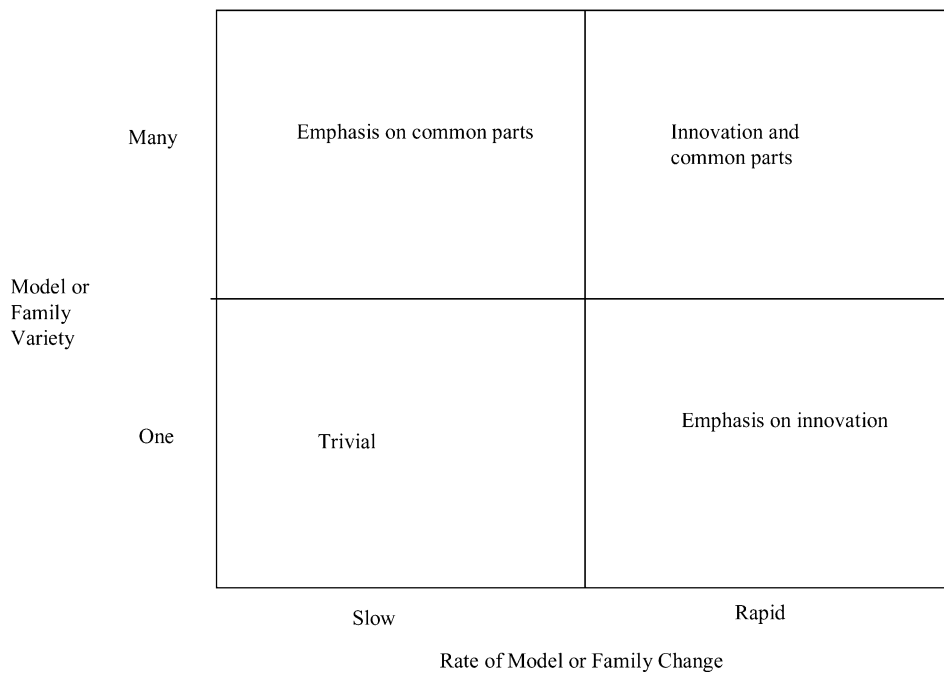 Many
Emphasis on common parts
Innovation and
common parts
Model or
Family
Variety
One
Trivial
Emphasis on innovation
Slow
Rapid
Rate of Model or Family Change